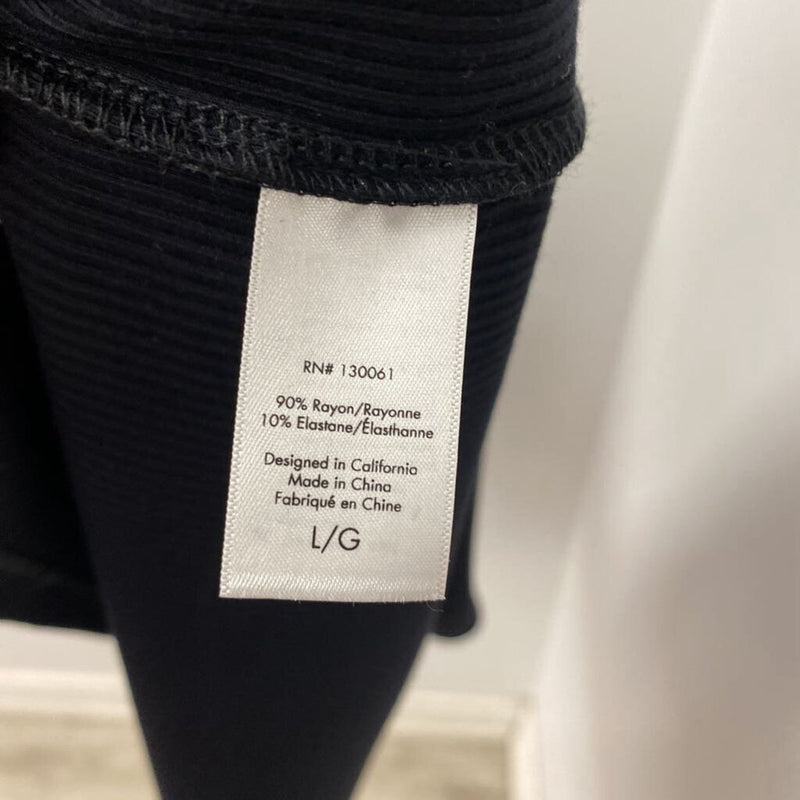 RN# 130061
90% Rayon/Rayonne
10% Elastane/Élasthanne
Designed in California
Made in China
Fabriqué en Chine
L/G